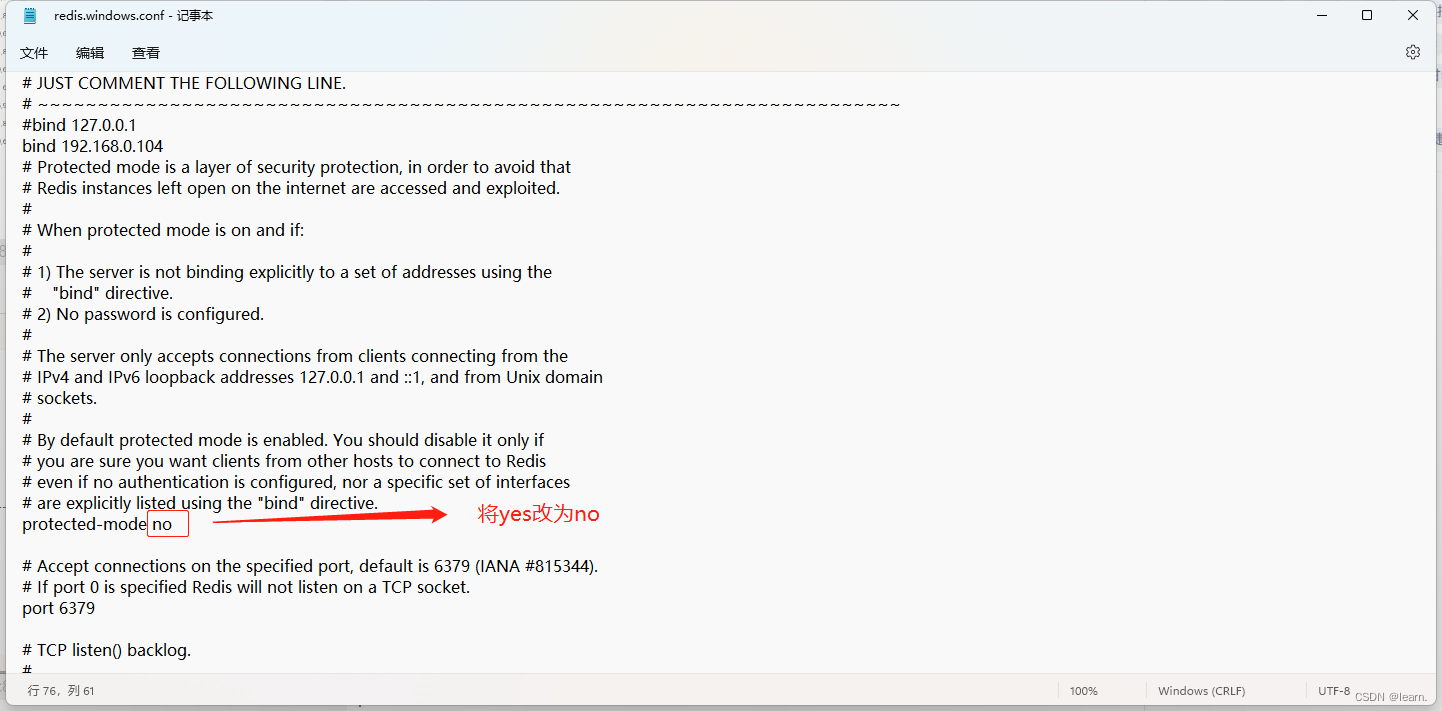 redis.windows.conf - 记事本
文件 编辑 查看
# JUST COMMENT THE FOLLOWING LINE.
# ~~~~~~~~~~~~~~~~~~~~~~~~~~~~~~~~~~~~~~~~~~~~~~~~~~~~~~~~~~~~~~~~~~~~~~~~
#bind 127.0.0.1
bind 192.168.0.104
# Protected mode is a layer of security protection, in order to avoid that
# Redis instances left open on the internet are accessed and exploited.
#
# When protected mode is on and if:
#
# 1) The server is not binding explicitly to a set of addresses using the
#    "bind" directive.
# 2) No password is configured.
#
# The server only accepts connections from clients connecting from the
# IPv4 and IPv6 loopback addresses 127.0.0.1 and ::1, and from Unix domain
# sockets.
#
# By default protected mode is enabled. You should disable it only if
# you are sure you want clients from other hosts to connect to Redis
# even if no authentication is configured, nor a specific set of interfaces
# are explicitly listed using the "bind" directive.
protected-mode no 将yes改为no
# Accept connections on the specified port, default is 6379 (IANA #815344).
# If port 0 is specified Redis will not listen on a TCP socket.
port 6379
# TCP listen() backlog.
#
行 76，列 61 100% Windows (CRLF) UTF-8
CSDN @learn.